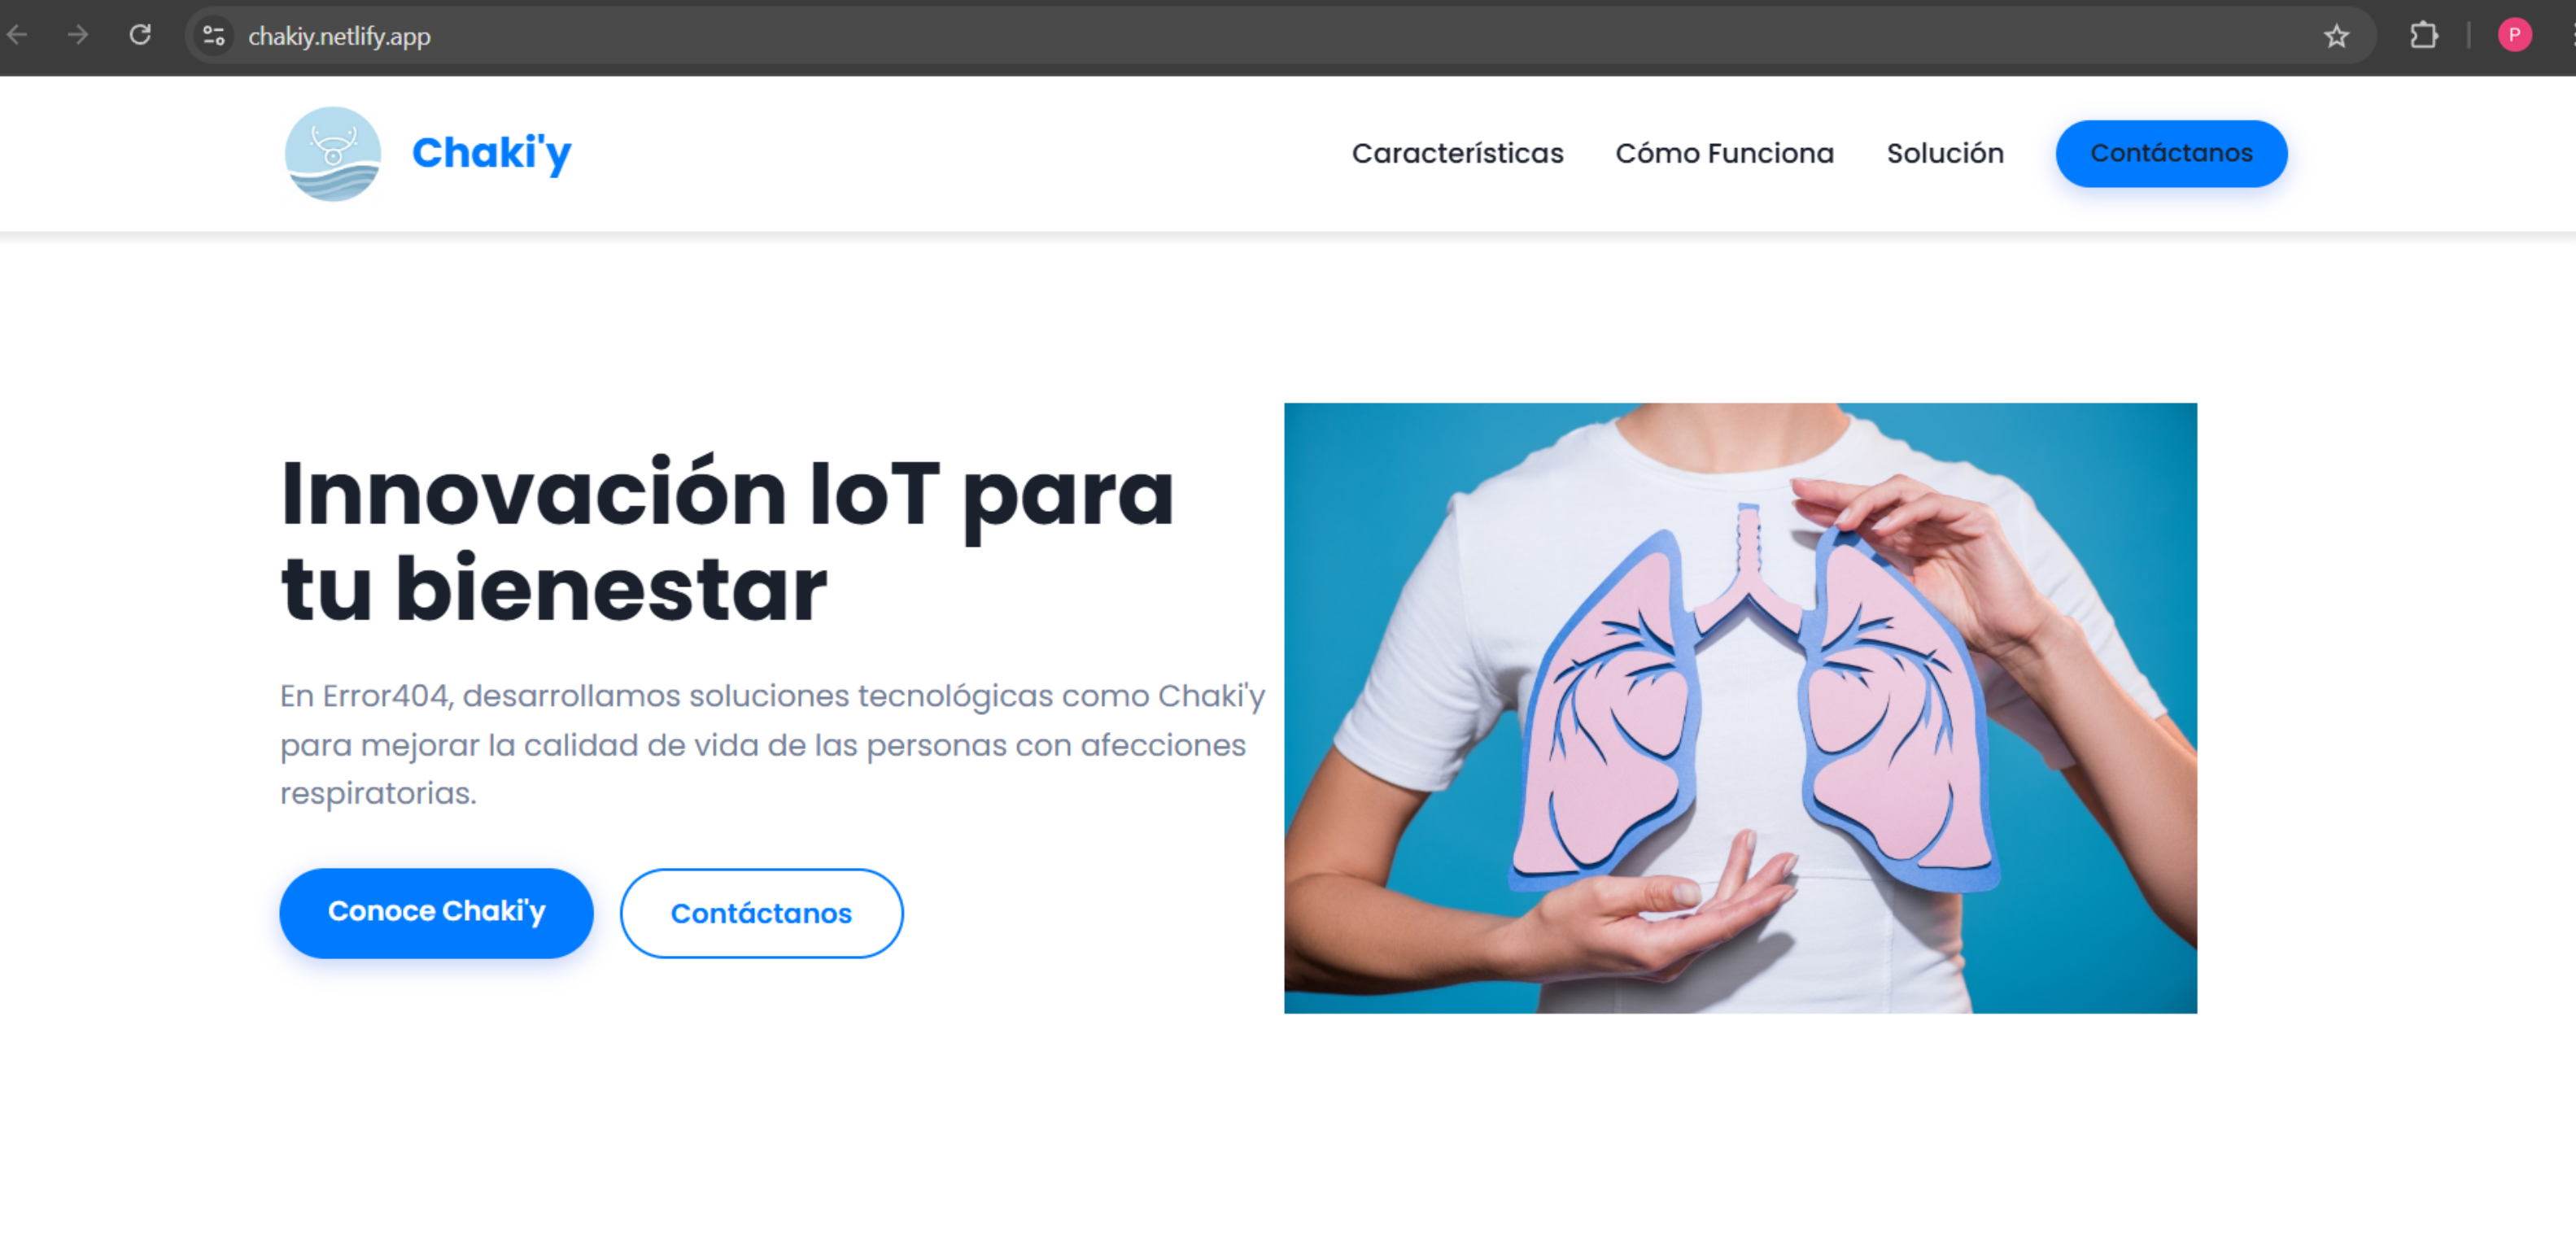 chakiy.netlify.app
P
Chaki'y
Características
Cómo Funciona
Solución
Contáctanos
Innovación IoT para
tu bienestar
En Error404, desarrollamos soluciones tecnológicas como Chaki'y
para mejorar la calidad de vida de las personas con afecciones
respiratorias.
Conoce Chaki'y
Contáctanos